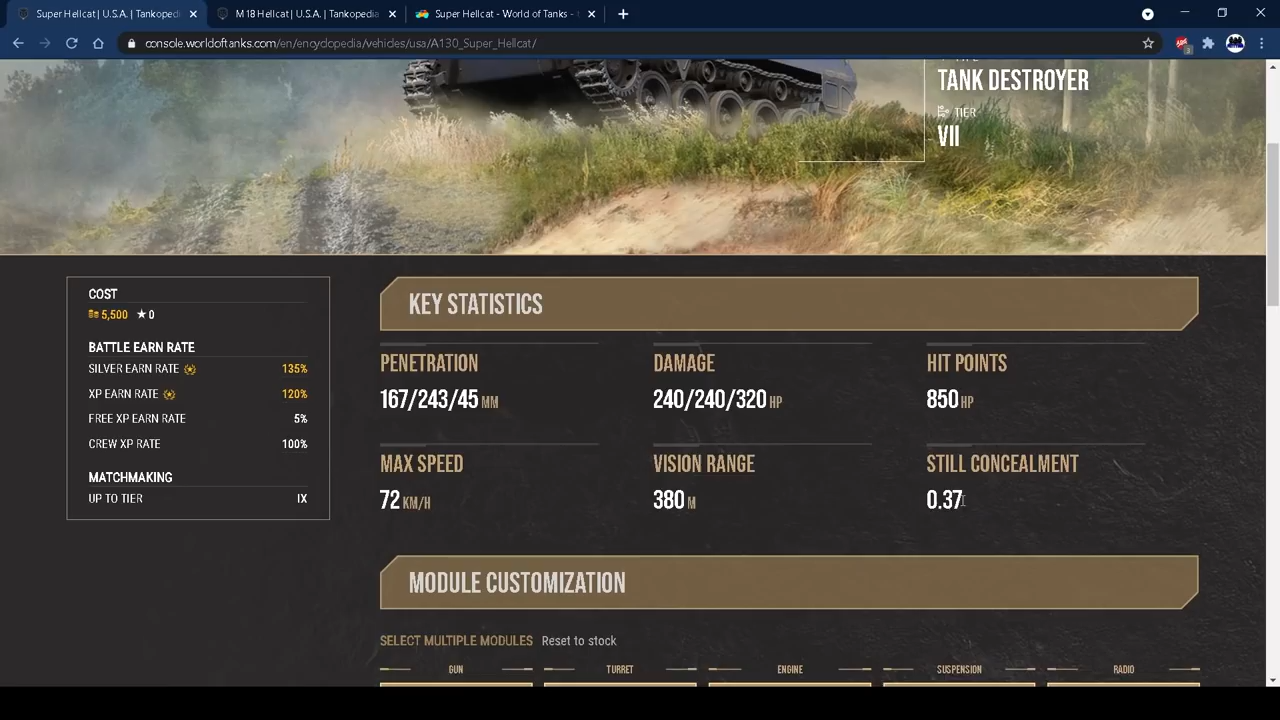 Super Hellcat | U.S.A. | Tankoped
M18 Hellcat | U.S.A. | Tankopedia
Super Hellcat - World of Tanks -
console.worldoftanks.com/en/encyclopedia/vehicles/usa/A130_Super_Hellcat/
TANK DESTROYER
TIER
VII
COST
5,500 ★0
BATTLE EARN RATE
SILVER EARN RATE 135%
XP EARN RATE 120%
FREE XP EARN RATE 5%
CREW XP RATE 100%
MATCHMAKING
UP TO TIER IX
KEY STATISTICS
PENETRATION
167/243/45 MM
DAMAGE
240/240/320 HP
HIT POINTS
850 HP
MAX SPEED
72 KM/H
VISION RANGE
380 M
STILL CONCEALMENT
0.37
MODULE CUSTOMIZATION
SELECT MULTIPLE MODULES Reset to stock
GUN TURRET ENGINE SUSPENSION RADIO